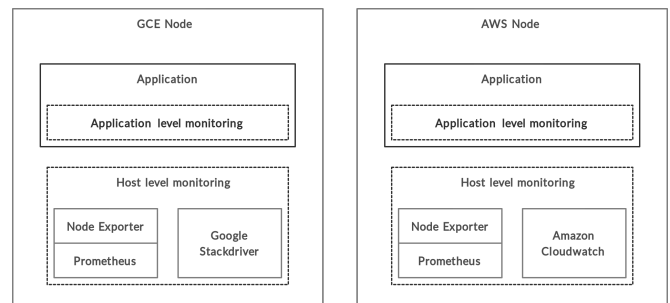 GCE Node
Application
Application level monitoring
Host level monitoring
Node Exporter
Prometheus
Google
Stackdriver
AWS Node
Application
Application level monitoring
Host level monitoring
Node Exporter
Prometheus
Amazon
Cloudwatch